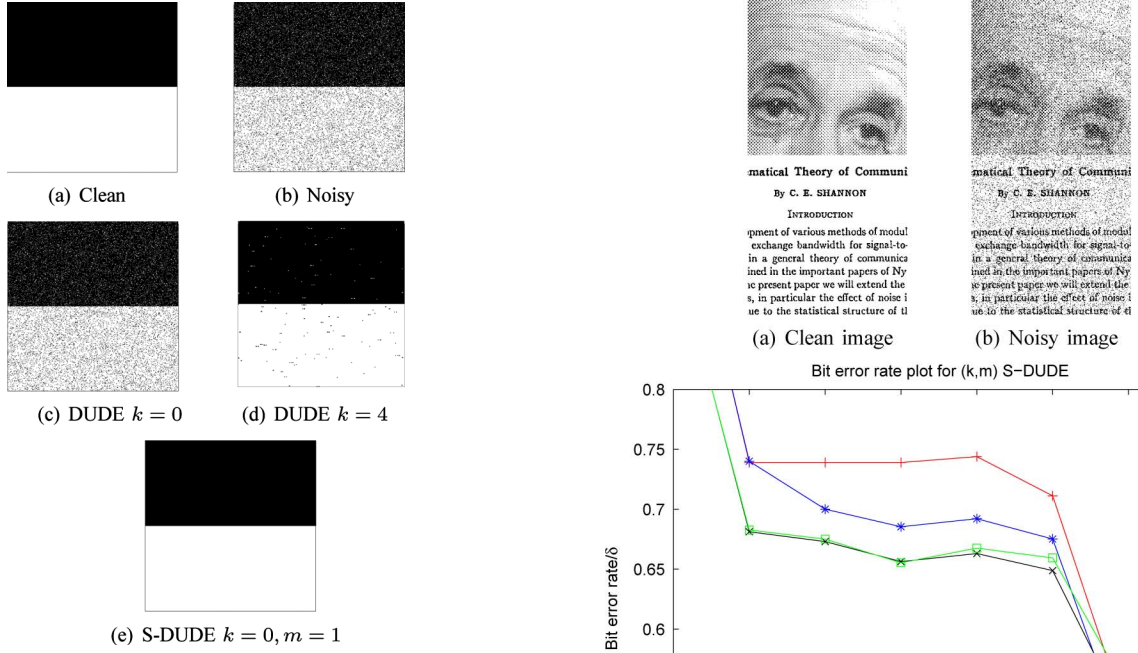 (a) Clean
(b) Noisy
(c) DUDE k = 0
(d) DUDE k = 4
(e) S-DUDE k = 0, m = 1
ematical Theory of Communi
By C. E. SHANNON
INTRODUCTION
pment of various methods of modul
exchange bandwidth for signal-to-
in a general theory of communica
ined in the important papers of Ny
present paper we will extend the
s, in particular the effect of noise i
ue to the statistical structure of
(a) Clean image
ematical Theory of Communi
By C. E. SHANNON
INTRODUCTION
pment of various methods of modul
exchange bandwidth for signal-to-
in a general theory of communica
ined in the important papers of Ny
present paper we will extend the
s, in particular the effect of noise i
ue to the statistical structure of
(b) Noisy image
Bit error rate plot for (k,m) S−DUDE
0.8
0.75
0.7
0.65
0.6
Bit error rate/δ